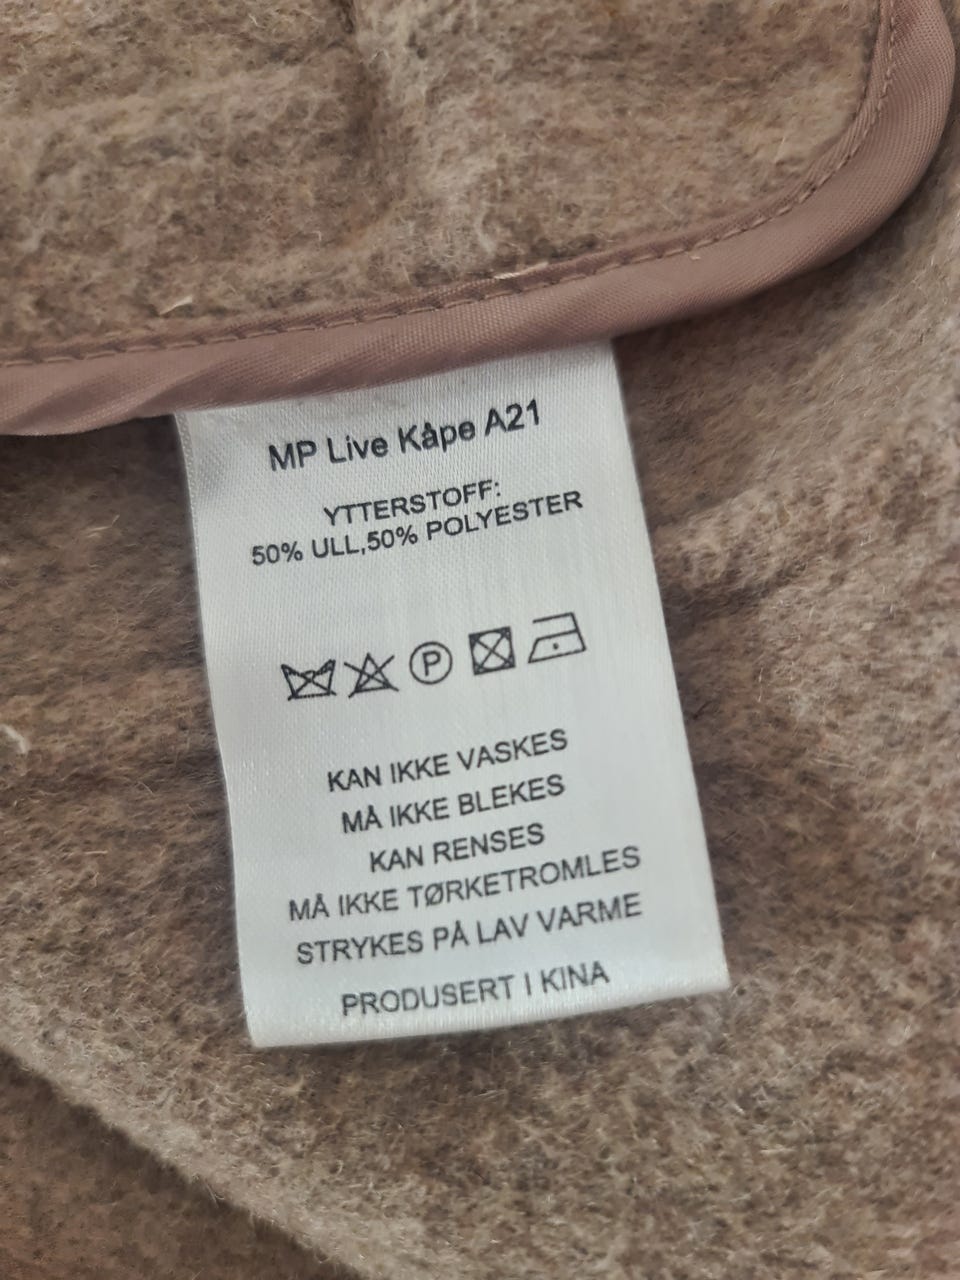 MP Live Kåpe A21
YTTERSTOFF:
50% ULL,50% POLYESTER
P
KAN IKKE VASKES
MÅ IKKE BLEKES
KAN RENSES
MÅ IKKE TØRKETROMLES
STRYKES PÅ LAV VARME
PRODUSERT I KINA